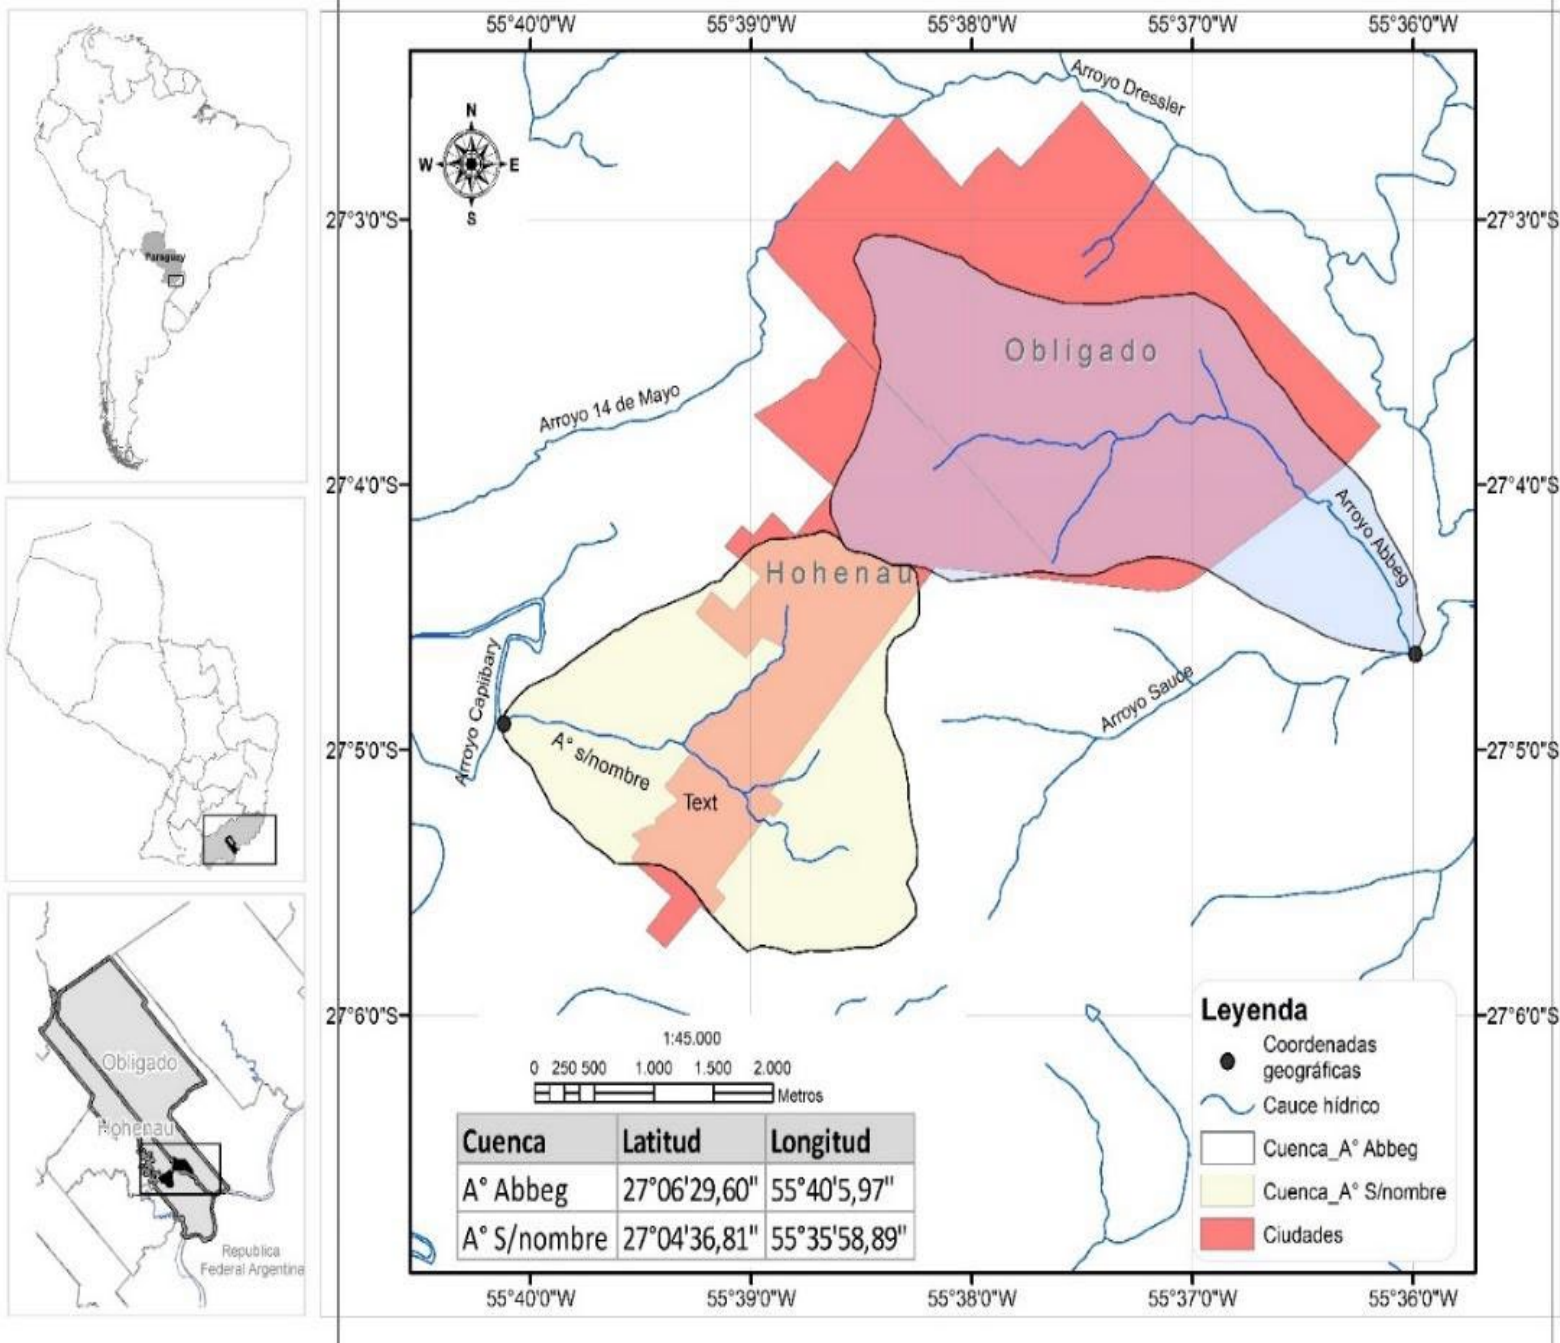 55°40'0"W 55°39'0"W 55°38'0"W 55°37'0"W 55°36'0"W
Arroyo Dressler
N
W E
S
27°3'0"S 27°3'0"S
Paraguay
Obligado
Arroyo 14 de Mayo
27°4'0"S 27°4'0"S
Arroyo Abbeg
Hohenau
Arroyo Capiibary
Arroyo Sauce
A° s/nombre
27°5'0"S 27°5'0"S
Text
27°6'0"S 27°6'0"S
Obligado
Hohenau
Republica
Federal Argentina
1:45.000
0 250 500 1.000 1.500 2.000
Metros
Cuenca Latitud Longitud
A° Abbeg 27°06'29,60" 55°40'5,97"
A° S/nombre 27°04'36,81" 55°35'58,89"
Leyenda
Coordenadas
geográficas
Cauce hídrico
Cuenca_A° Abbeg
Cuenca_A° S/nombre
Ciudades
55°40'0"W 55°39'0"W 55°38'0"W 55°37'0"W 55°36'0"W